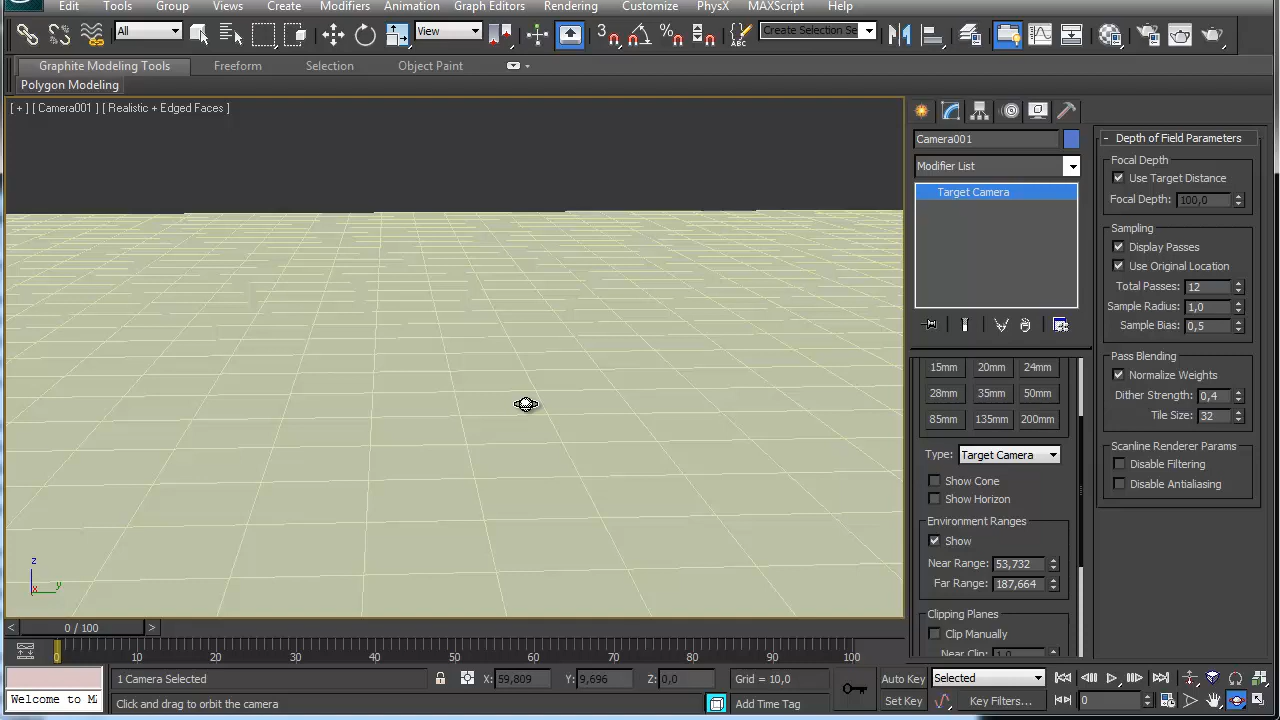 Edit Tools Group Views Create Modifiers Animation Graph Editors Rendering Customize PhysX MAXScript Help
All View Create Selection Se
Graphite Modeling Tools Freeform Selection Object Paint
Polygon Modeling
[ + ] [ Camera001 ] [ Realistic + Edged Faces ]
z
x y
Camera001
Modifier List
Target Camera
15mm 20mm 24mm
28mm 35mm 50mm
85mm 135mm 200mm
Type: Target Camera
Show Cone
Show Horizon
Environment Ranges
Show
Near Range: 53,732
Far Range: 187,664
Clipping Planes
Clip Manually
Near Clip: 1,0
- Depth of Field Parameters
Focal Depth
Use Target Distance
Focal Depth: 100,0
Sampling
Display Passes
Use Original Location
Total Passes: 12
Sample Radius: 1,0
Sample Bias: 0,5
Pass Blending
Normalize Weights
Dither Strength: 0,4
Tile Size: 32
Scanline Renderer Params
Disable Filtering
Disable Antialiasing
< 0 / 100 >
0 10 20 30 40 50 60 70 80 90 100
1 Camera Selected X: 59,809 Y: 9,696 Z: 0,0 Grid = 10,0 Auto Key Selected
Welcome to Click and drag to orbit the camera Add Time Tag Set Key Key Filters... 0